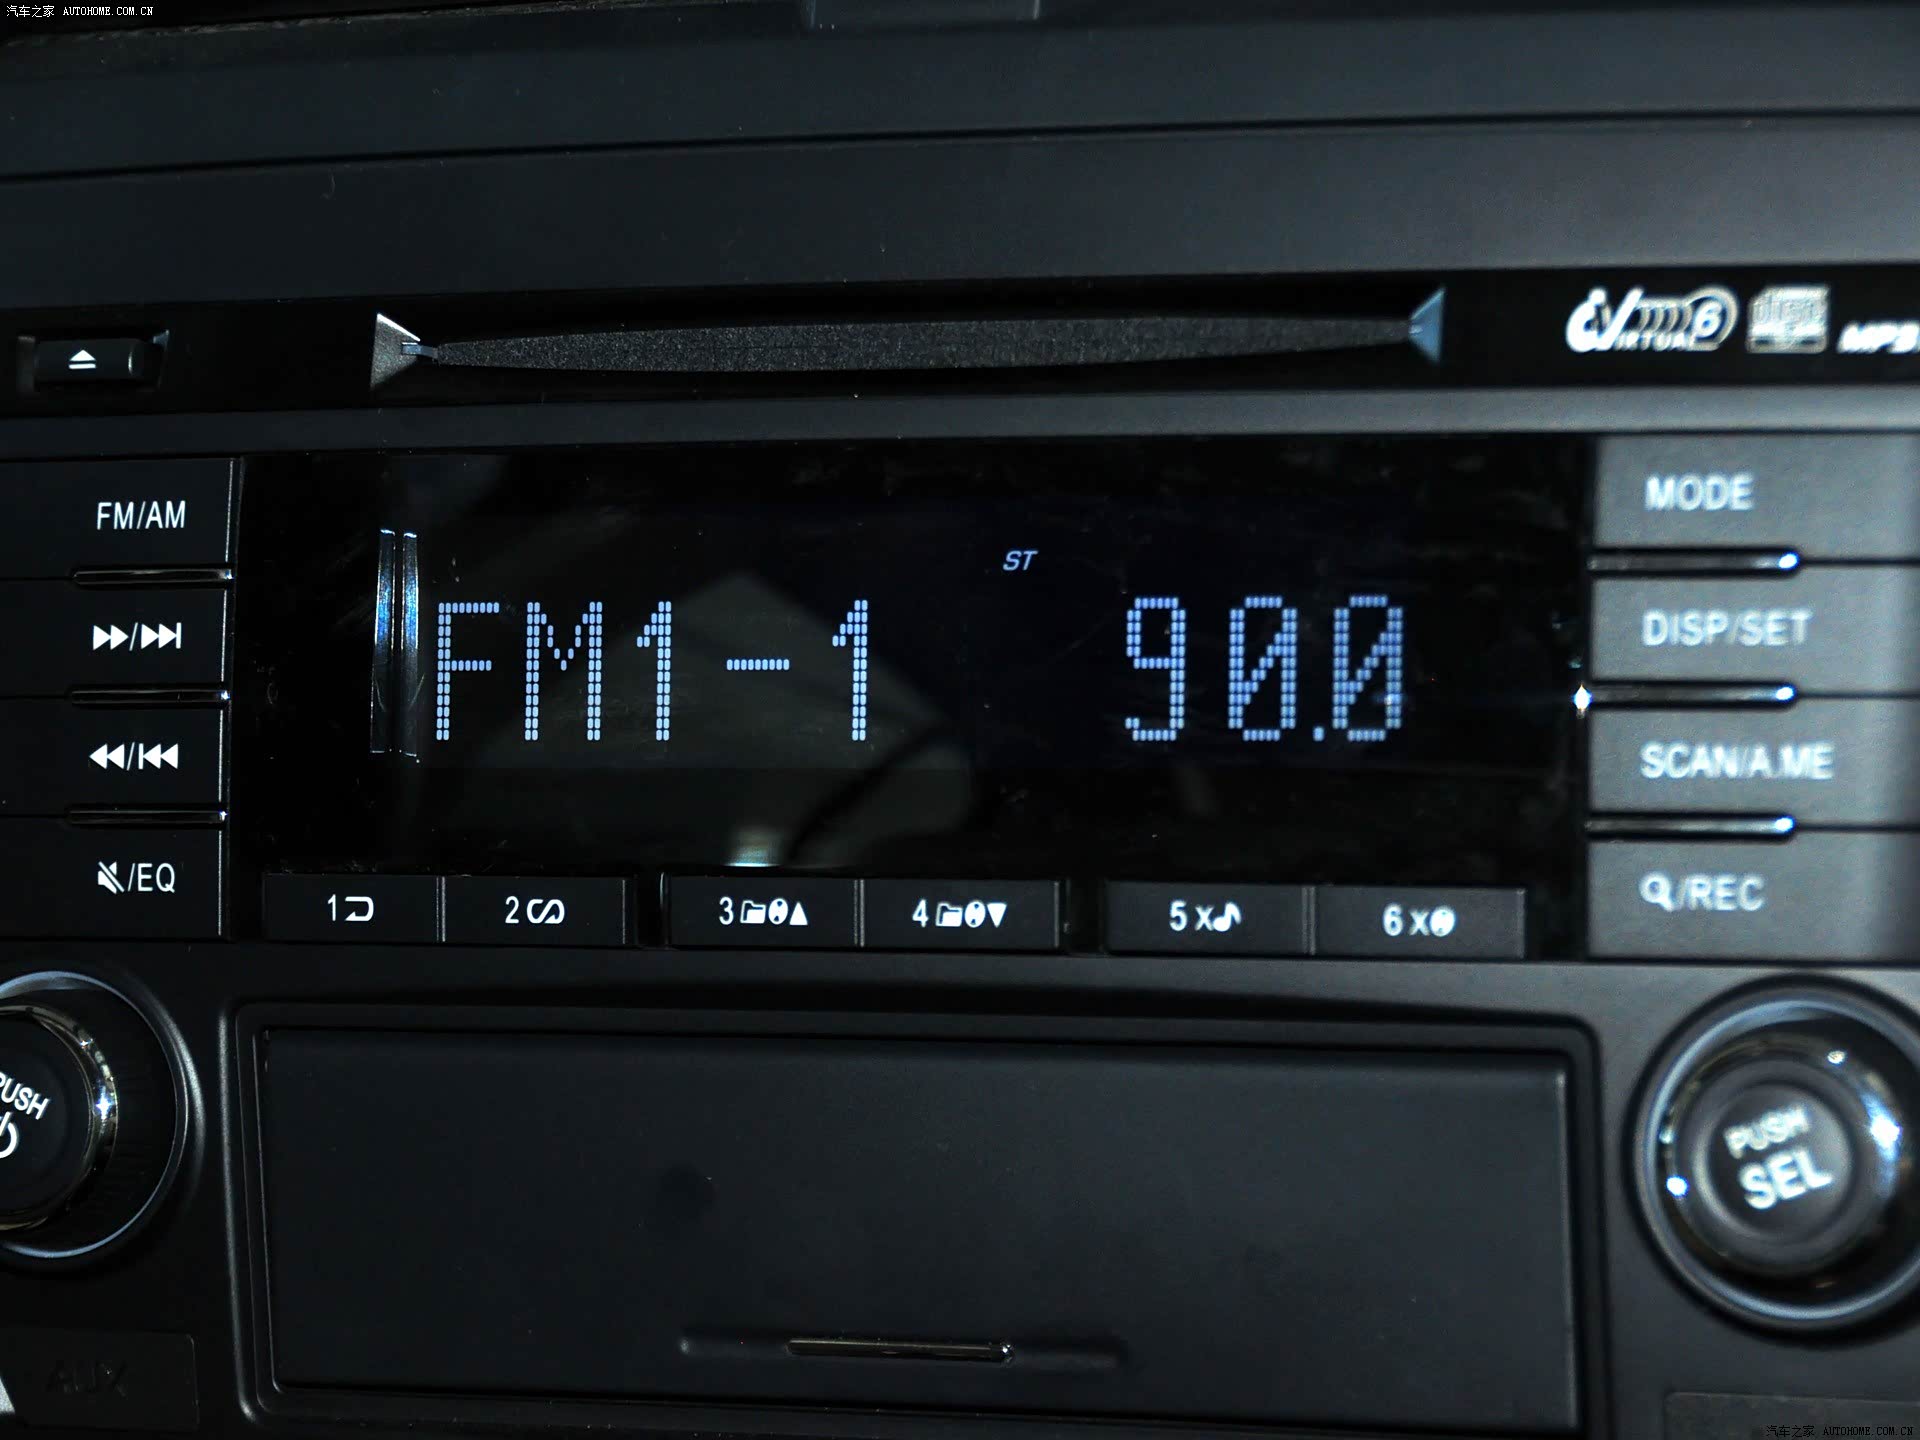 汽车之家 AUTOHOME.COM.CN
VIRTUAL 6
MP3
FM/AM
MODE
ST
FM1-1 90.0
DISP/SET
SCAN/A.ME
/EQ
/REC
1
2
3
4
5 X
6 X
PUSH
PUSH
SEL
AUX
汽车之家 AUTOHOME.COM.CN